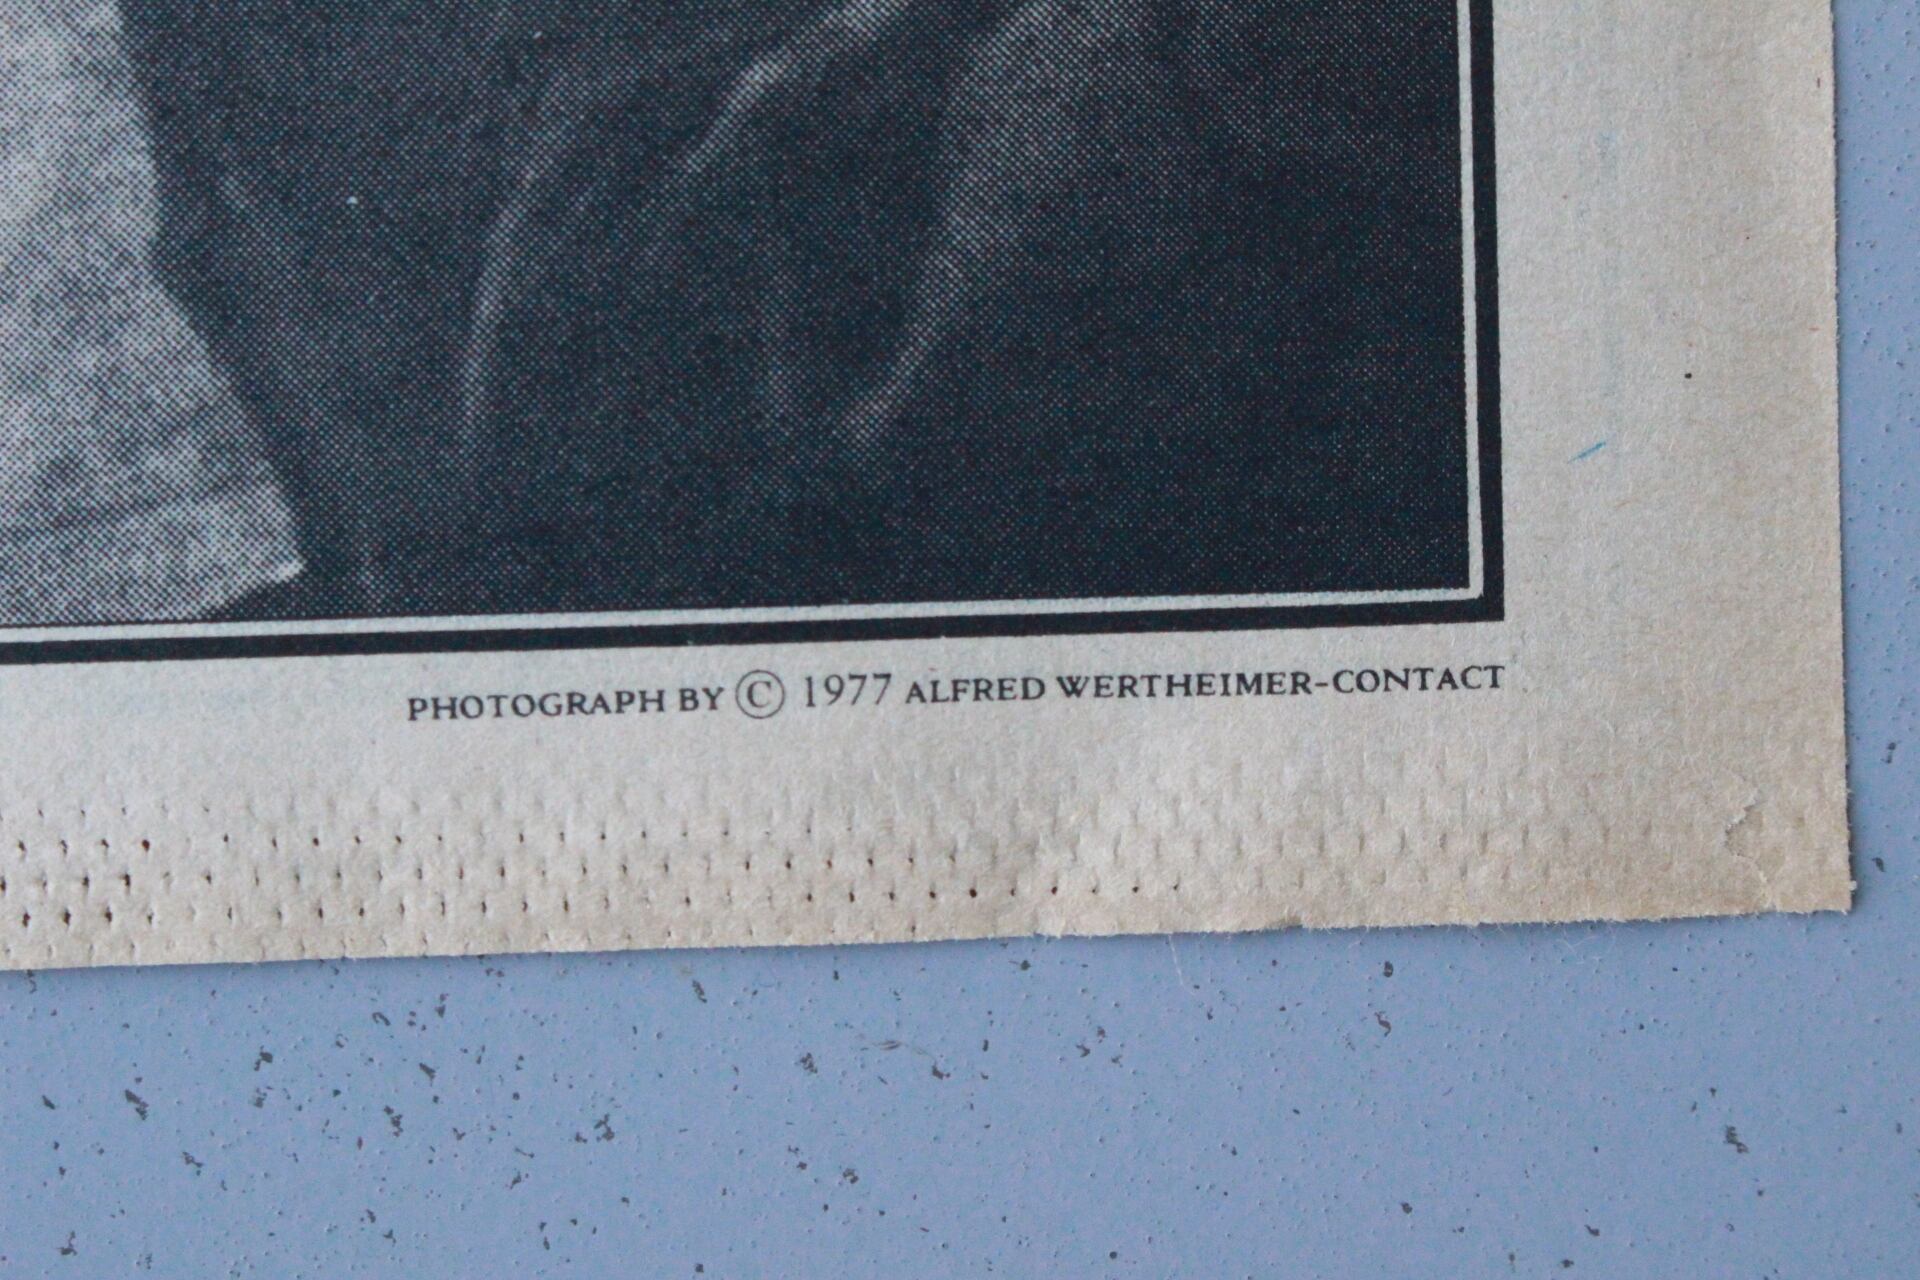 PHOTOGRAPH BY © 1977 ALFRED WERTHEIMER-CONTACT